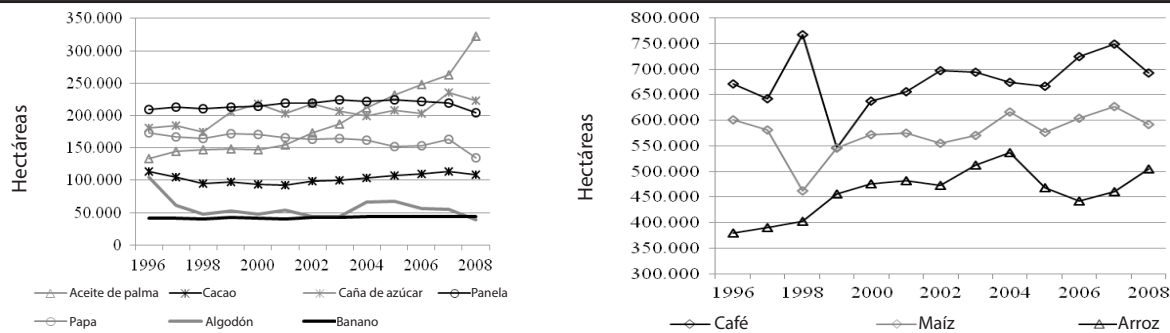 350.000
300.000
250.000
200.000
150.000
100.000
50.000
0
Hectáreas
1996 1998 2000 2002 2004 2006 2008
Aceite de palma Cacao Caña de azúcar Panela
Papa Algodón Banano
800.000
750.000
700.000
650.000
600.000
550.000
500.000
450.000
400.000
350.000
300.000
Hectáreas
1996 1998 2000 2002 2004 2006 2008
Café Maíz Arroz